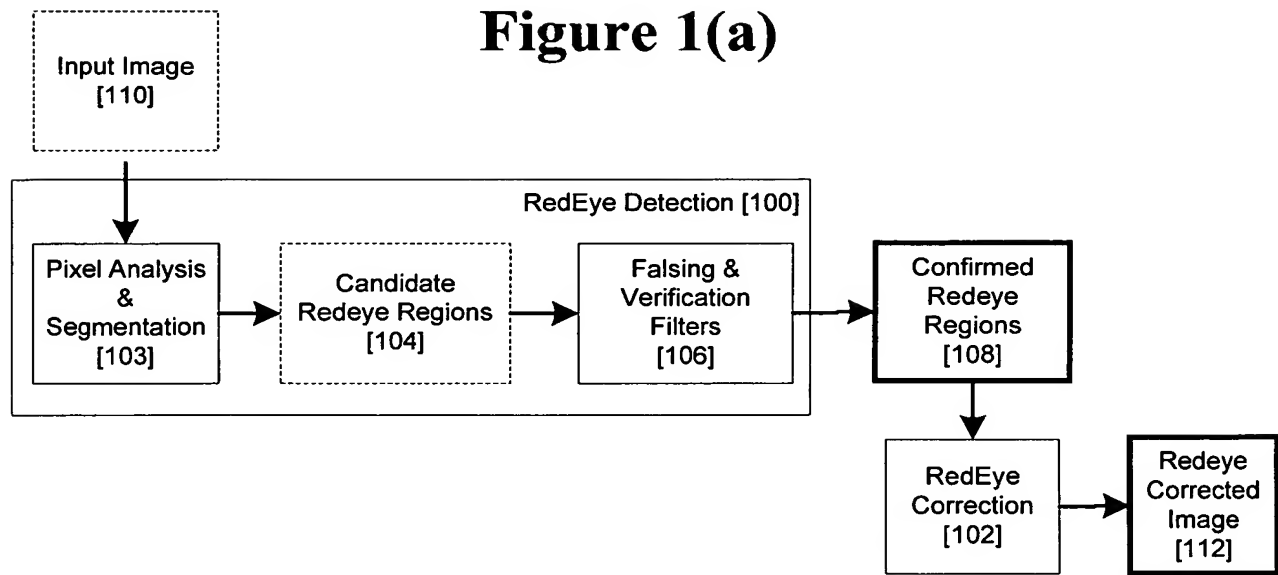 Figure 1(a)
Input Image
[110]
RedEye Detection [100]
Pixel Analysis
&
Segmentation
[103]
Candidate
Redeye Regions
[104]
Falsing &
Verification
Filters
[106]
Confirmed
Redeye
Regions
[108]
RedEye
Correction
[102]
Redeye
Corrected
Image
[112]